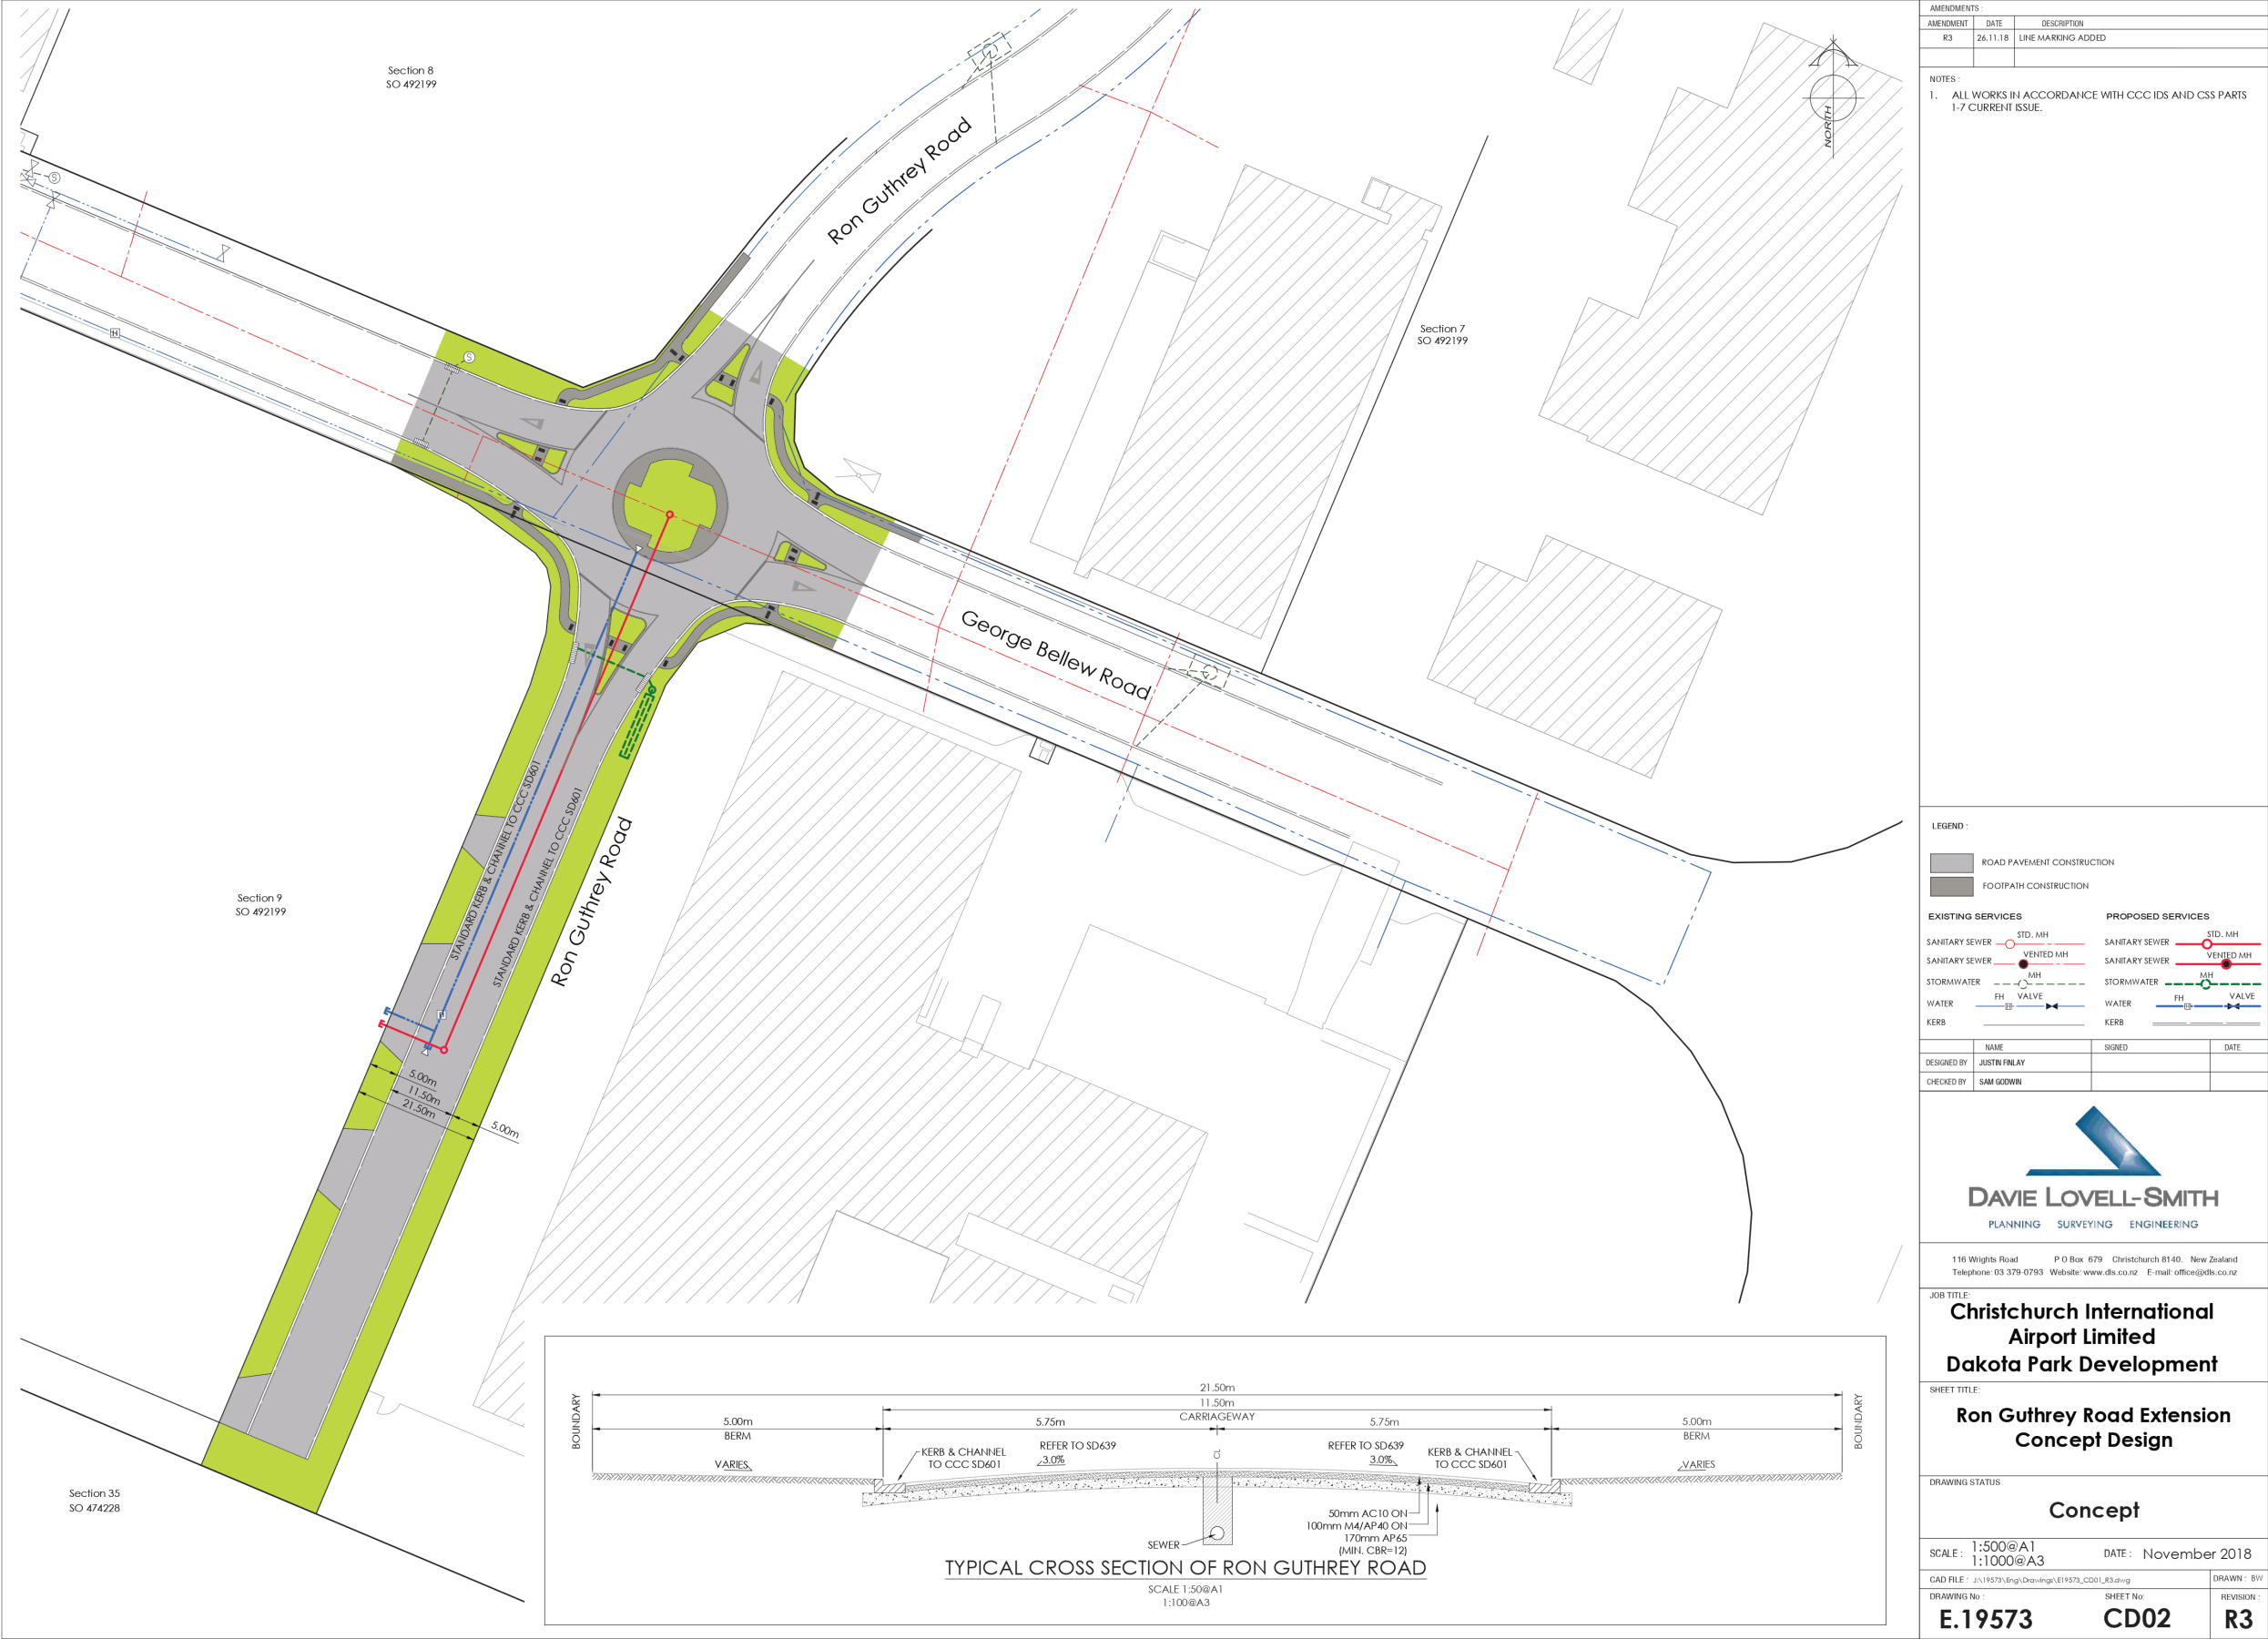 Section 8
SO 492199
Ron Guthrey Road
NORTH
Section 7
SO 492199
S
S
H
George Bellew Road
STANDARD KERB & CHANNEL TO CCC SD601
STANDARD KERB & CHANNEL TO CCC SD601
Ron Guthrey Road
Section 9
SO 492199
H
5.00m
11.50m
21.50m
5.00m
Section 35
SO 474228
BOUNDARY
21.50m
11.50m
CARRIAGEWAY
5.00m
BERM
5.75m
5.75m
5.00m
BERM
BOUNDARY
VARIES
KERB & CHANNEL
TO CCC SD601
REFER TO SD639
3.0%
CL
REFER TO SD639
3.0%
KERB & CHANNEL
TO CCC SD601
VARIES
50mm AC10 ON
100mm M4/AP40 ON
170mm AP65
(MIN. CBR=12)
SEWER
TYPICAL CROSS SECTION OF RON GUTHREY ROAD
SCALE 1:50@A1
1:100@A3
AMENDMENTS :
AMENDMENT DATE DESCRIPTION
R3 26.11.18 LINE MARKING ADDED
NOTES :
1. ALL WORKS IN ACCORDANCE WITH CCC IDS AND CSS PARTS
1-7 CURRENT ISSUE.
LEGEND :
ROAD PAVEMENT CONSTRUCTION
FOOTPATH CONSTRUCTION
EXISTING SERVICES PROPOSED SERVICES
SANITARY SEWER STD. MH SANITARY SEWER STD. MH
SANITARY SEWER VENTED MH SANITARY SEWER VENTED MH
STORMWATER MH STORMWATER MH
WATER FH VALVE WATER FH VALVE
KERB KERB
NAME SIGNED DATE
DESIGNED BY JUSTIN FINLAY
CHECKED BY SAM GODWIN
DAVIE LOVELL-SMITH
PLANNING SURVEYING ENGINEERING
116 Wrights Road P O Box 679 Christchurch 8140. New Zealand
Telephone: 03 379-0793 Website: www.dls.co.nz E-mail: office@dls.co.nz
JOB TITLE:
Christchurch International
Airport Limited
Dakota Park Development
SHEET TITLE:
Ron Guthrey Road Extension
Concept Design
DRAWING STATUS
Concept
SCALE : 1:500@A1
1:1000@A3
DATE : November 2018
CAD FILE : J:\19573\Eng\Drawings\E19573_CD01_R3.dwg
DRAWN : BW
DRAWING No : SHEET No: REVISION :
E.19573 CD02 R3